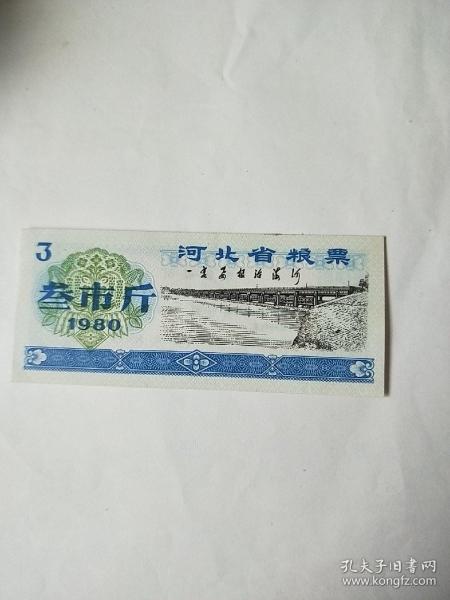 3
河北省粮票
一定要根治海河
叁市斤
1980
孔夫子旧书网
www.kongfz.com